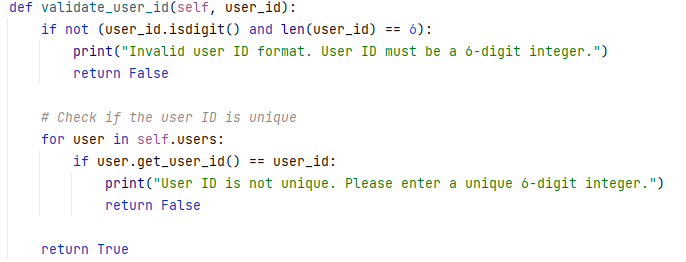 def validate_user_id(self, user_id):
    if not (user_id.isdigit() and len(user_id) == 6):
        print("Invalid user ID format. User ID must be a 6-digit integer.")
        return False

    # Check if the user ID is unique
    for user in self.users:
        if user.get_user_id() == user_id:
            print("User ID is not unique. Please enter a unique 6-digit integer.")
            return False

    return True